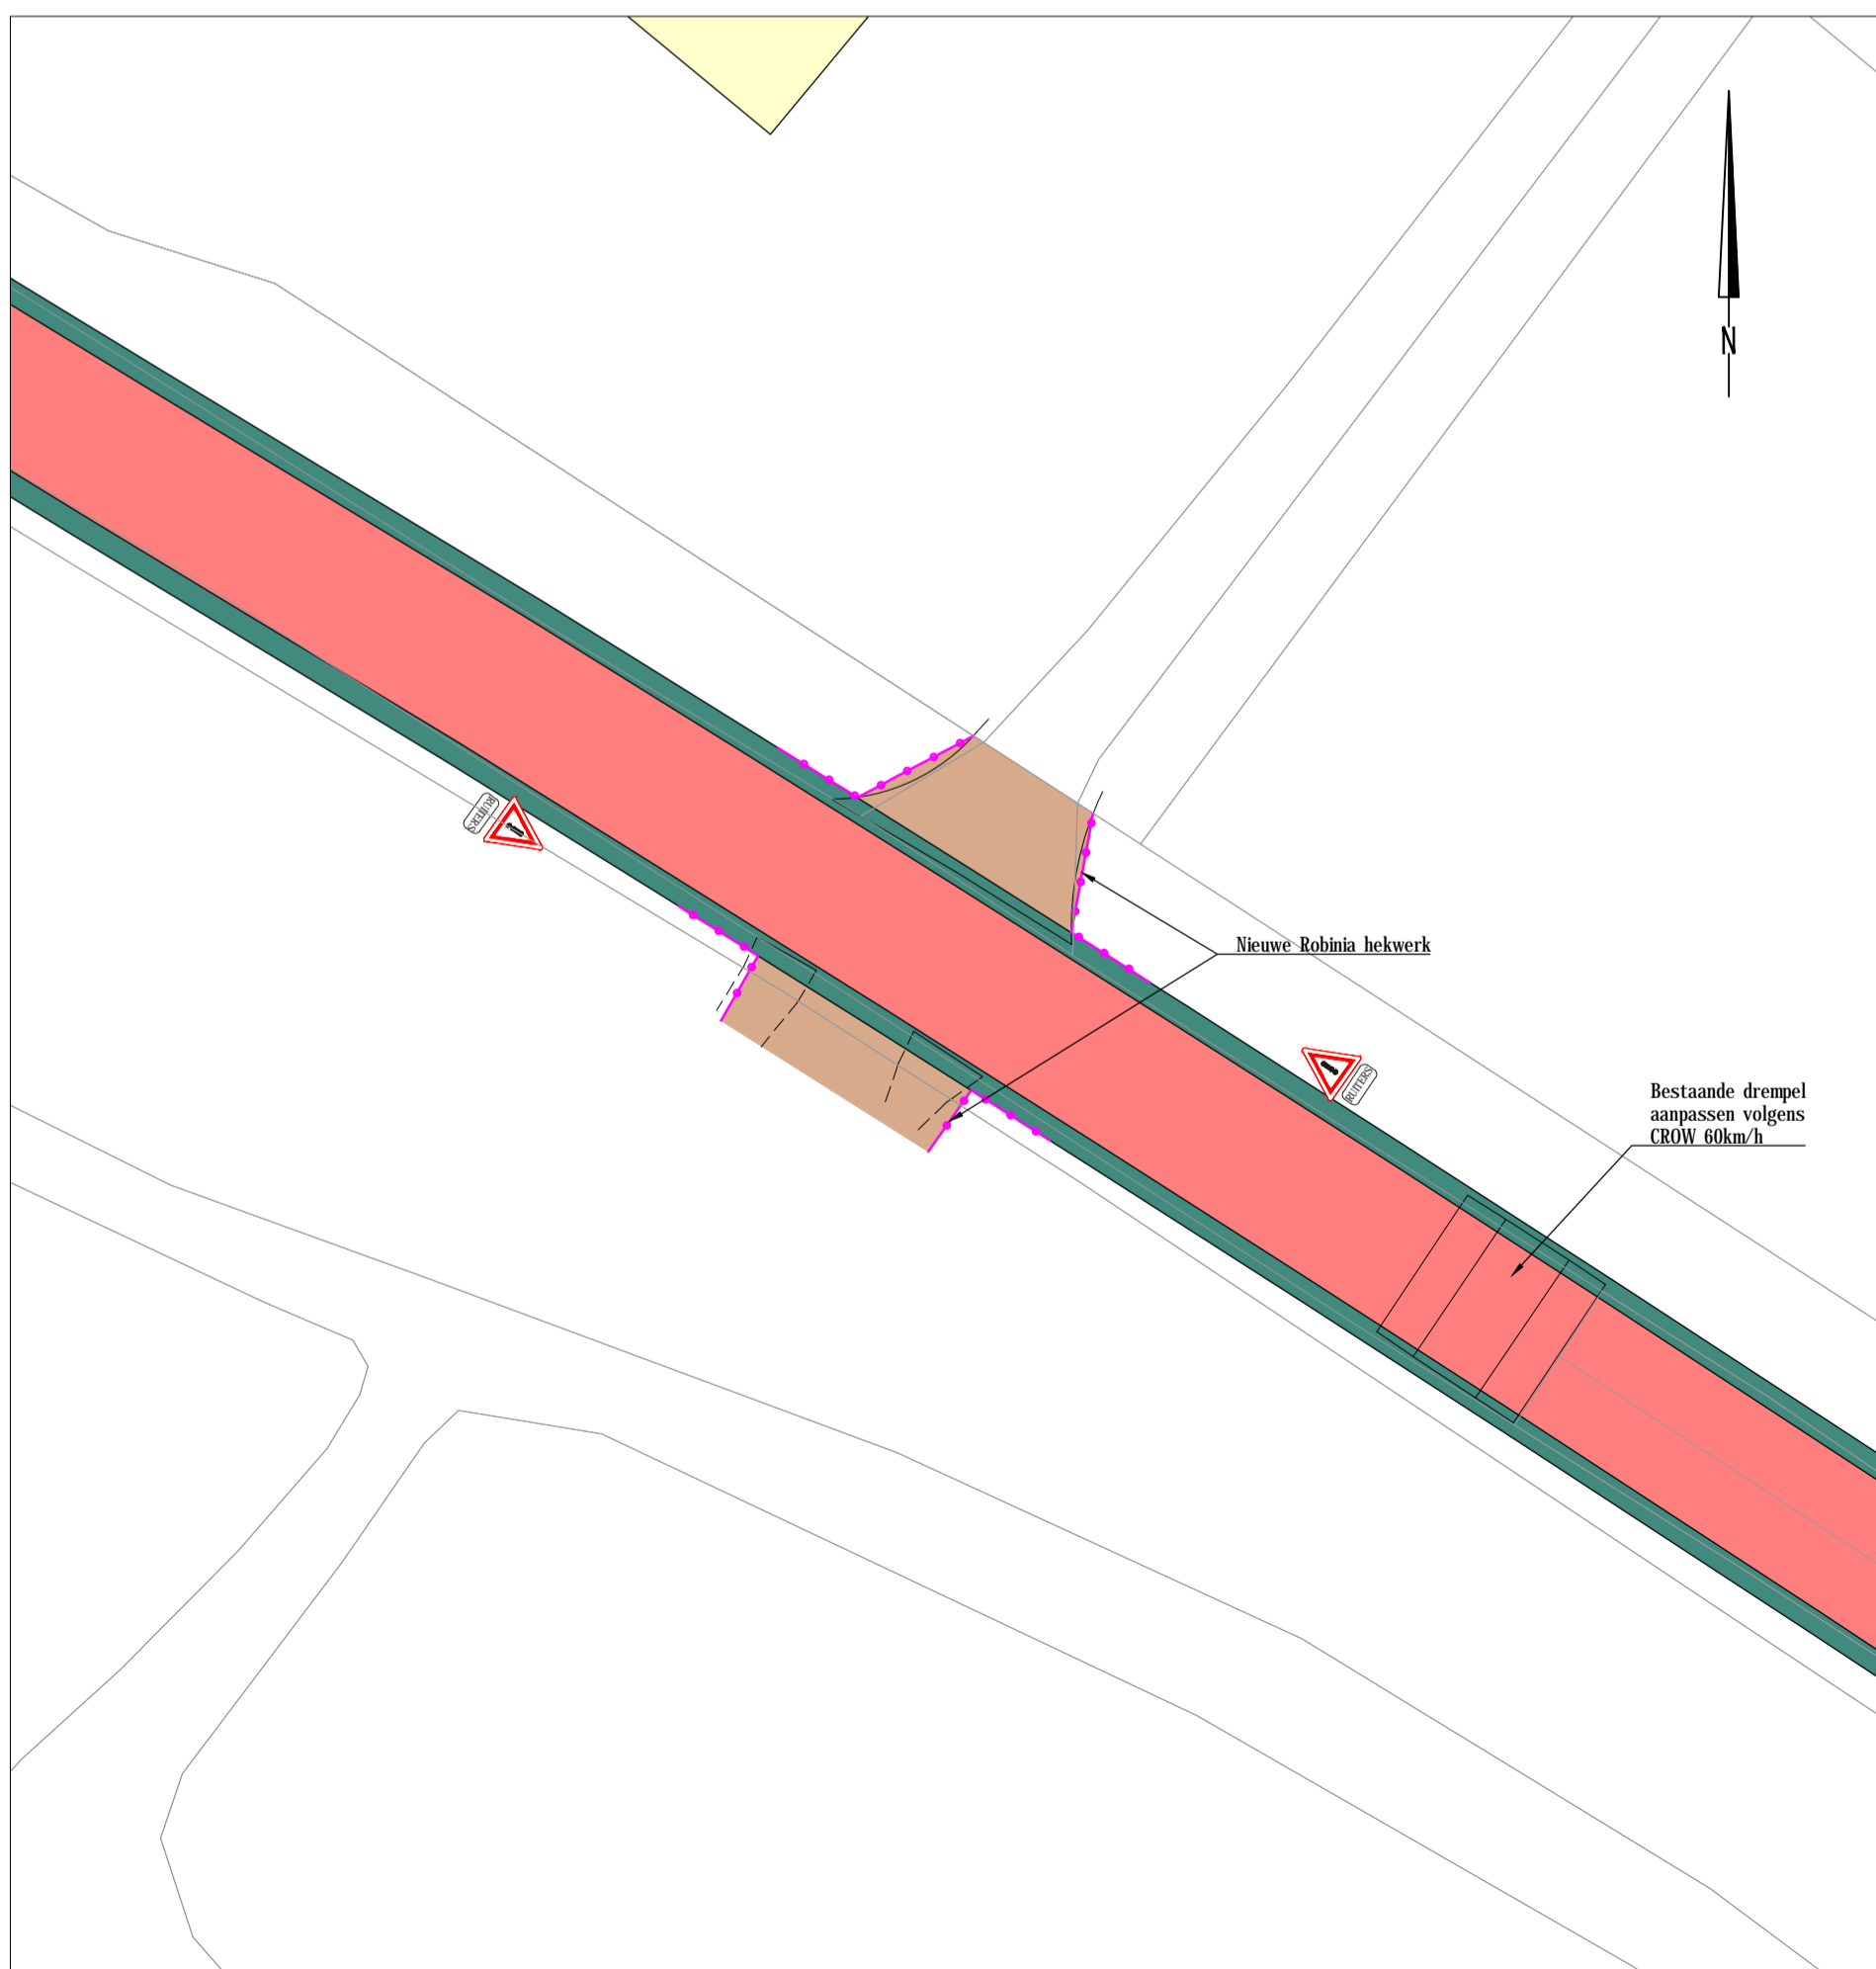 N
RUITERS
Nieuwe Robinia hekwerk
RUITERS
Bestaande drempel
aanpassen volgens
CROW 60km/h